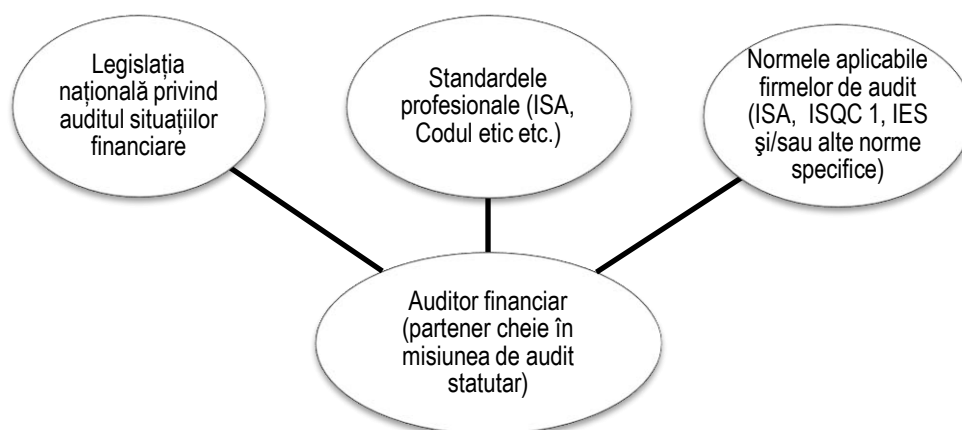 Legislația
națională privind
auditul situațiilor
financiare
Standardele
profesionale (ISA,
Codul etic etc.)
Normele aplicabile
firmelor de audit
(ISA, ISQC 1, IES
şi/sau alte norme
specifice)
Auditor financiar
(partener cheie în
misiunea de audit
statutar)